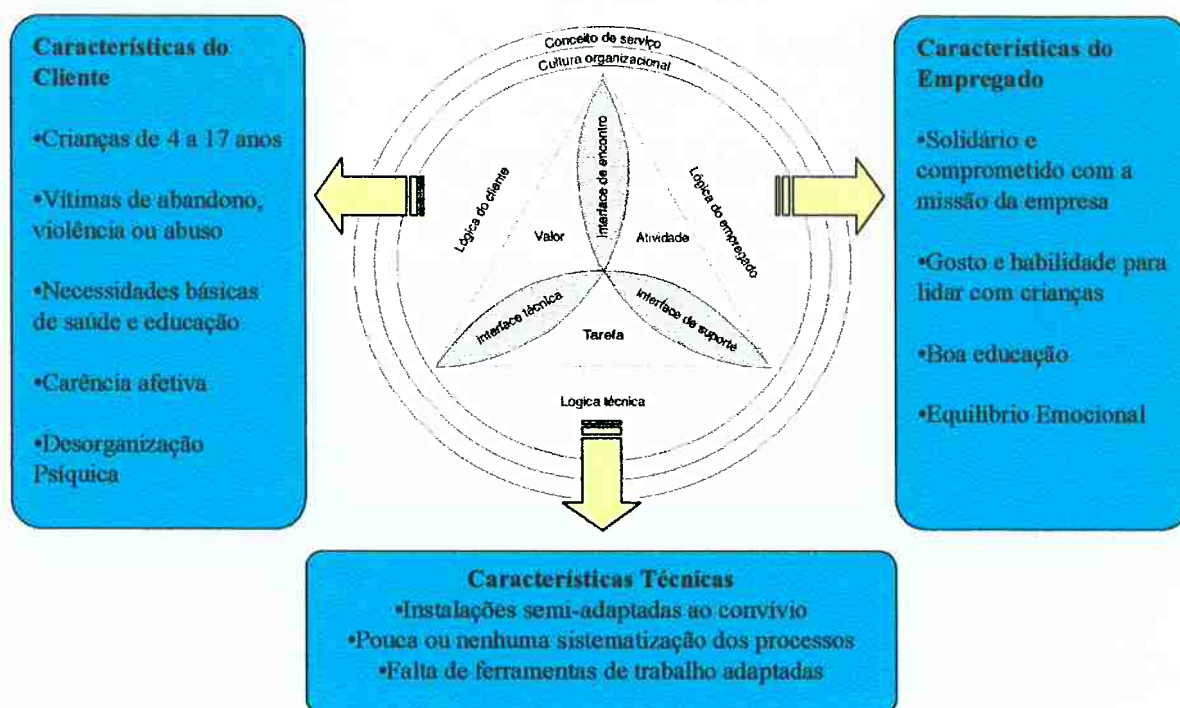 Características do
Cliente
•Crianças de 4 a 17 anos
•Vítimas de abandono,
violência ou abuso
•Necessidades básicas
de saúde e educação
•Carência afetiva
•Desorganização
Psíquica
Conceito de serviço
Cultura organizacional
Interface de encontro
Lógica do cliente
Lógica do empregado
Valor
Atividade
Interface técnica
Interface de suporte
Tarefa
Logica técnica
Características do
Empregado
•Solidário e
comprometido com a
missão da empresa
•Gosto e habilidade para
lidar com crianças
•Boa educação
•Equilíbrio Emocional
Características Técnicas
•Instalações semi-adaptadas ao convívio
•Pouca ou nenhuma sistematização dos processos
•Falta de ferramentas de trabalho adaptadas